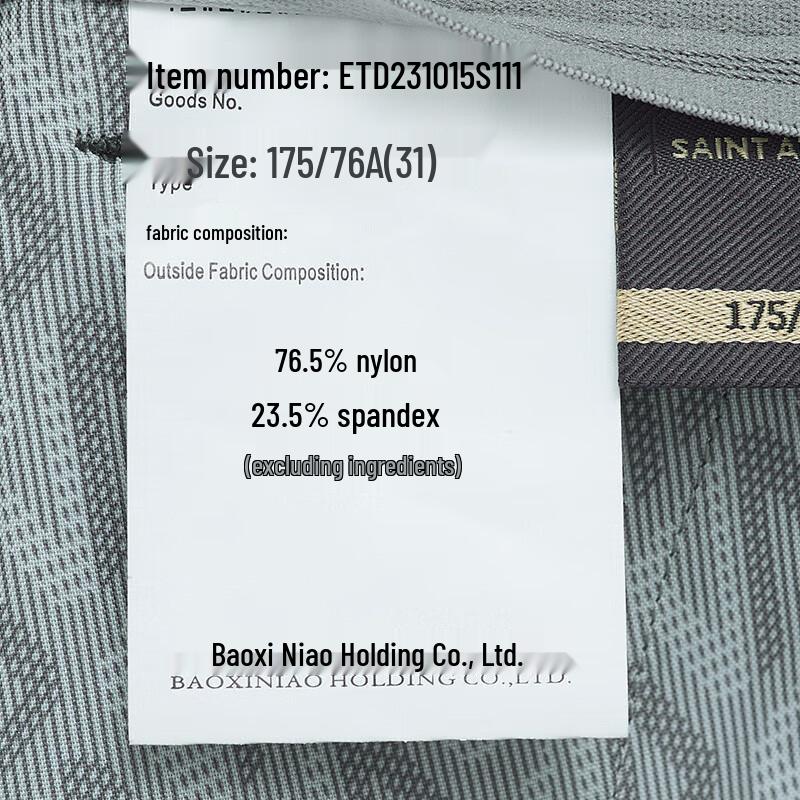 Item number: ETD231015S111
Goods No.
Size: 175/76A(31)
Type
fabric composition:
Outside Fabric Composition:
76.5% nylon
23.5% spandex
(excluding ingredients)
Baoxi Niao Holding Co., Ltd.
BAOXINIAO HOLDING CO.,LTD.
SAINT A
175/